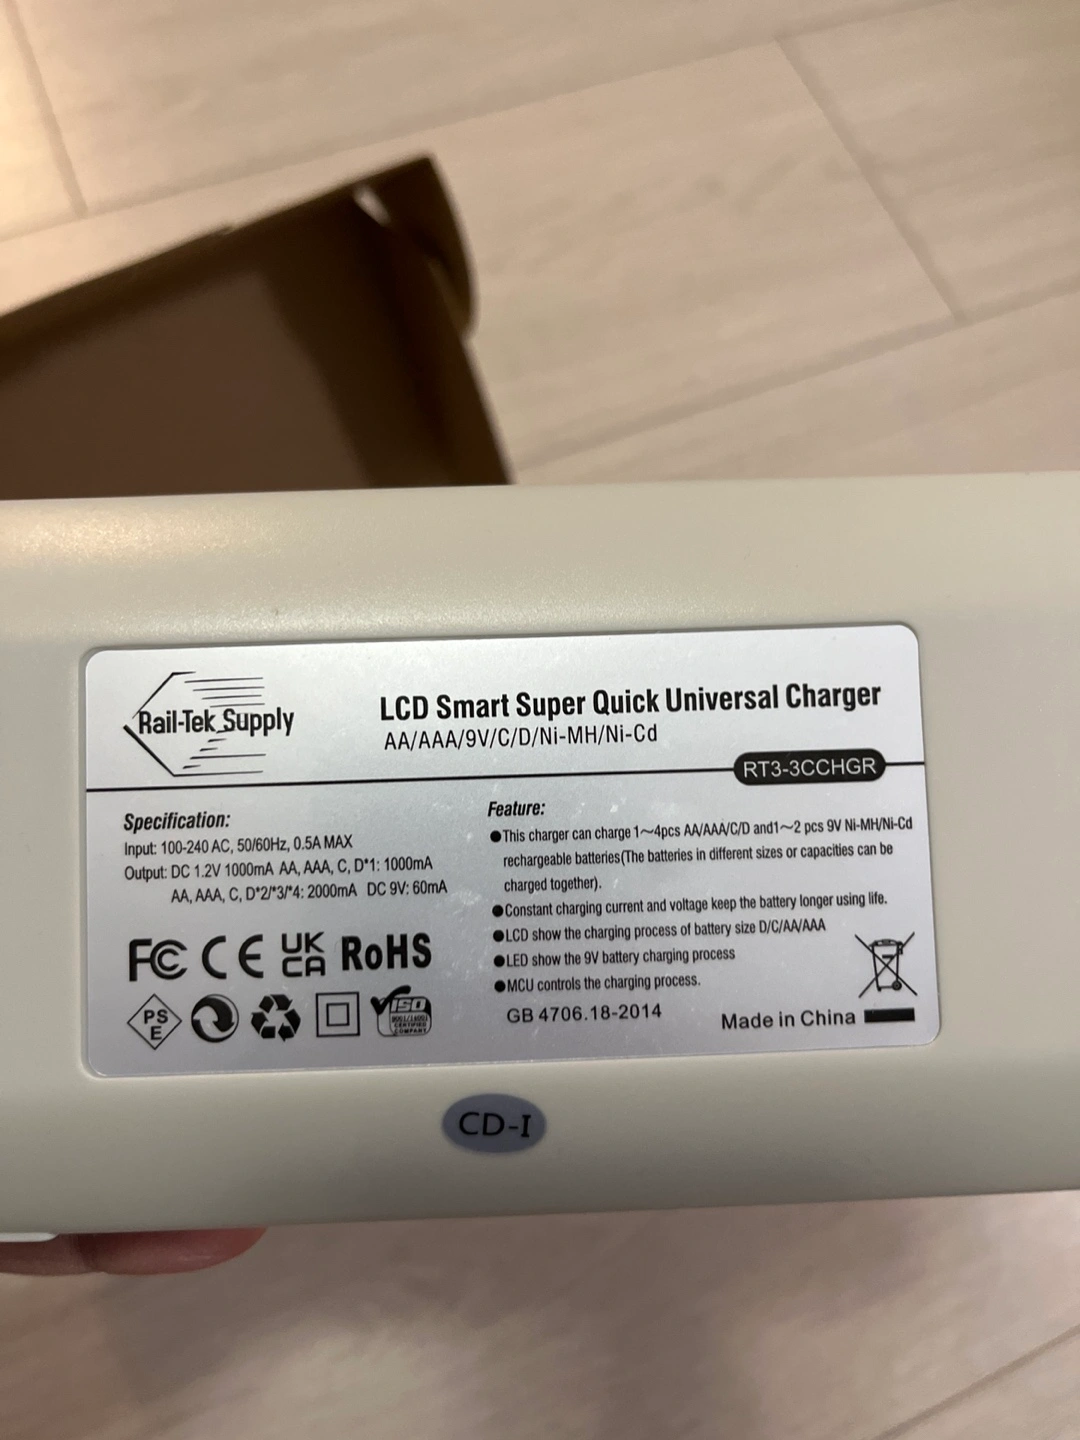 Rail-Tek Supply
LCD Smart Super Quick Universal Charger
AA/AAA/9V/C/D/Ni-MH/Ni-Cd
RT3-3CCHGR
Specification:
Input: 100-240 AC, 50/60Hz, 0.5A MAX
Output: DC 1.2V 1000mA AA, AAA, C, D*1: 1000mA
AA, AAA, C, D*2/*3/*4: 2000mA DC 9V: 60mA
FC CE UK CA RoHS
PS E
ISO
9001/14001
CERTIFIED
COMPANY
Feature:
●This charger can charge 1~4pcs AA/AAA/C/D and1~2 pcs 9V Ni-MH/Ni-Cd
rechargeable batteries(The batteries in different sizes or capacities can be
charged together).
●Constant charging current and voltage keep the battery longer using life.
●LCD show the charging process of battery size D/C/AA/AAA
●LED show the 9V battery charging process
●MCU controls the charging process.
GB 4706.18-2014
Made in China
CD-I